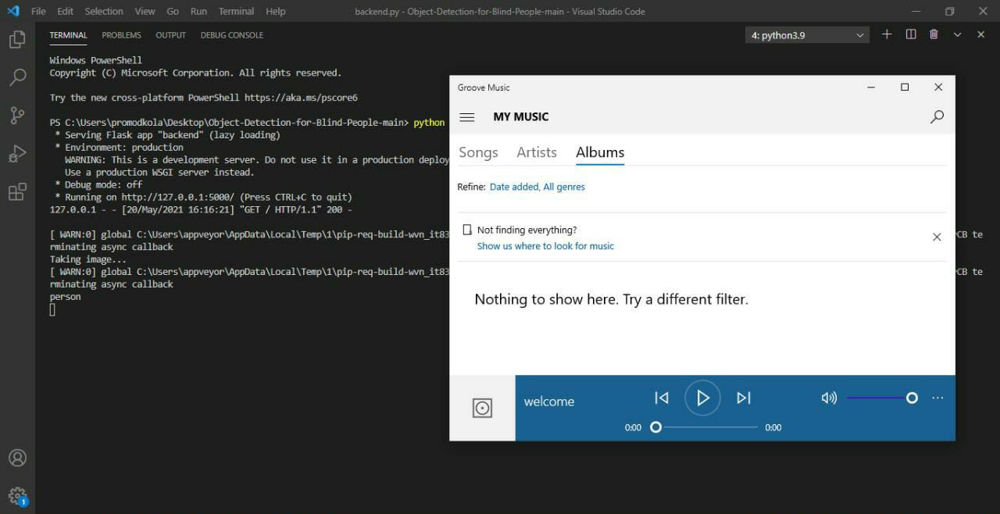 File Edit Selection View Go Run Terminal Help
backend.py - Object-Detection-for-Blind-People-main - Visual Studio Code
TERMINAL PROBLEMS OUTPUT DEBUG CONSOLE
4: python3.9
Windows PowerShell
Copyright (C) Microsoft Corporation. All rights reserved.
Try the new cross-platform PowerShell https://aka.ms/pscore6
PS C:\Users\promodkola\Desktop\Object-Detection-for-Blind-People-main> python
* Serving Flask app "backend" (lazy loading)
* Environment: production
WARNING: This is a development server. Do not use it in a production deploy
Use a production WSGI server instead.
* Debug mode: off
* Running on http://127.0.0.1:5000/ (Press CTRL+C to quit)
127.0.0.1 - - [20/May/2021 16:16:21] "GET / HTTP/1.1" 200 -
[ WARN:0] global C:\Users\appveyor\AppData\Local\Temp\1\pip-req-build-wvn_it83 CB te
rminating async callback
Taking image...
[ WARN:0] global C:\Users\appveyor\AppData\Local\Temp\1\pip-req-build-wvn_it83 CB te
rminating async callback
person
1
Groove Music
MY MUSIC
Songs Artists Albums
Refine: Date added, All genres
Not finding everything?
Show us where to look for music
Nothing to show here. Try a different filter.
welcome
0:00 0:00